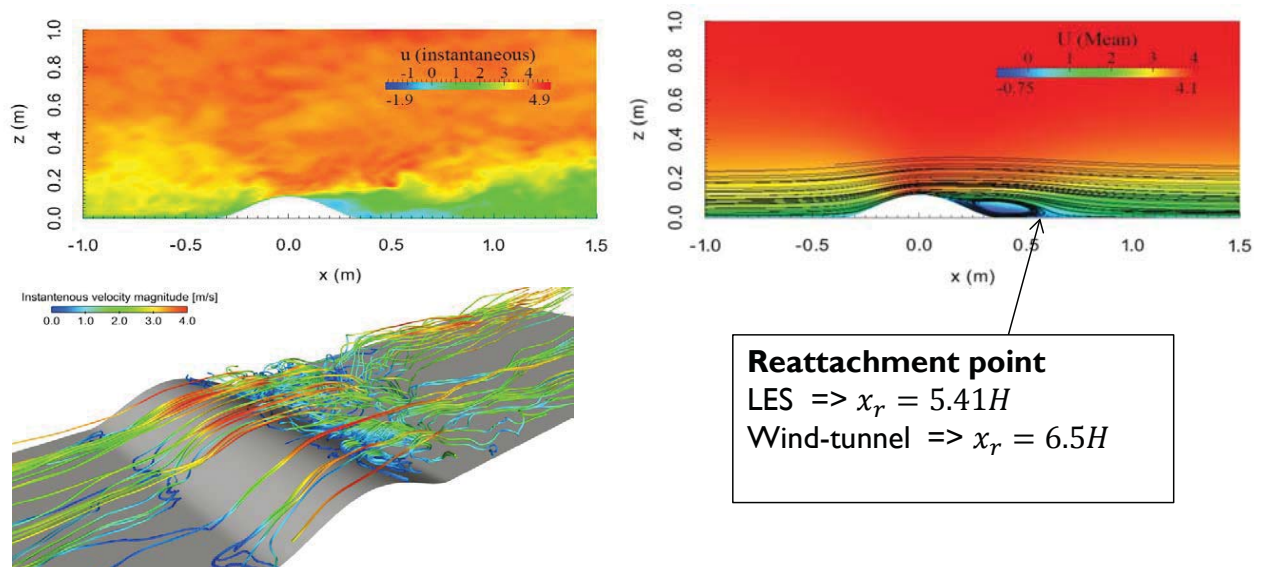 u (instantaneous)
-1 0 1 2 3 4
-1.9 4.9
z (m)
0.0 0.2 0.4 0.6 0.8 1.0
-1.0 -0.5 0.0 0.5 1.0 1.5
x (m)
U (Mean)
0 1 2 3 4
-0.75 4.1
z (m)
0.0 0.2 0.4 0.6 0.8 1.0
-1.0 -0.5 0.0 0.5 1.0 1.5
x (m)
Instantenous velocity magnitude [m/s]
0.0 1.0 2.0 3.0 4.0
Reattachment point
LES => x_r = 5.41H
Wind-tunnel => x_r = 6.5H